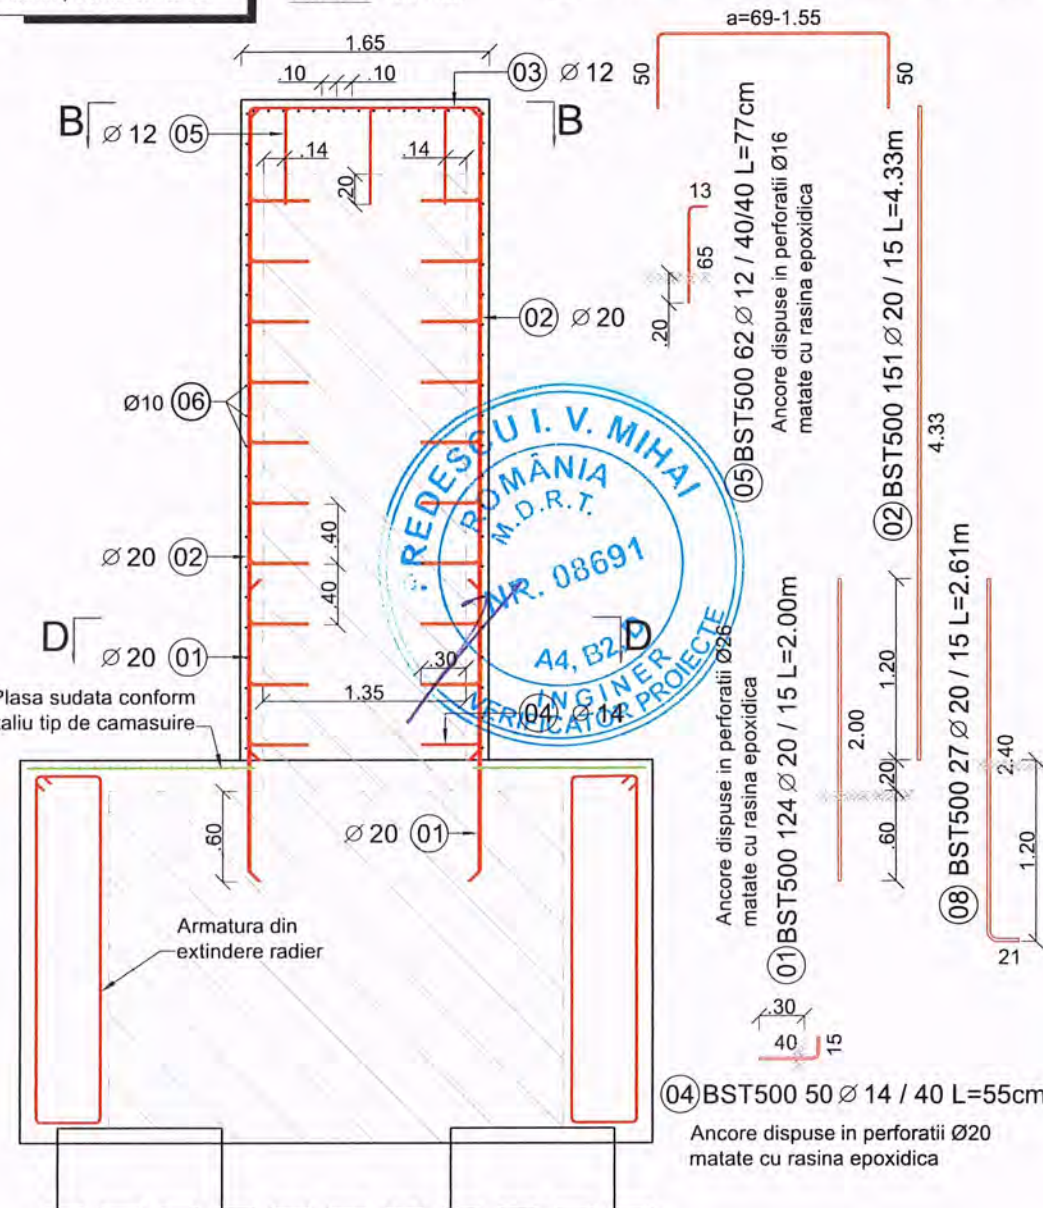 a=69-1.55
50
50
1.65
.10
.10
03 Ø 12
B
B
Ø 12 05
.14
.14
.20
02 Ø 20
Ø10 06
.40
.40
Ø 20 02
D
D
Ø 20 01
.30
1.35
04 Ø 14
Plasa sudata conform
taliu tip de camasuire
.60
Ø 20 01
Armatura din
extindere radier
13
65
.20
05 BST500 62 Ø 12 / 40/40 L=77cm
Ancore dispuse in perforatii Ø16
matate cu rasina epoxidica
02 BST500 151 Ø 20 / 15 L=4.33m
4.33
Ancore dispuse in perforatii Ø26
matate cu rasina epoxidica
01 BST500 124 Ø 20 / 15 L=2.00m
2.00
1.20
.20
.60
08 BST500 27 Ø 20 / 15 L=2.61m
2.40
1.20
21
.30
40
15
04 BST500 50 Ø 14 / 40 L=55cm
Ancore dispuse in perforatii Ø20
matate cu rasina epoxidica
PREDESCU I. V. MIHAI
ROMÂNIA
M.D.R.T.
NR. 08691
A4, B2,
INGINER
VERIFICATOR PROIECTE